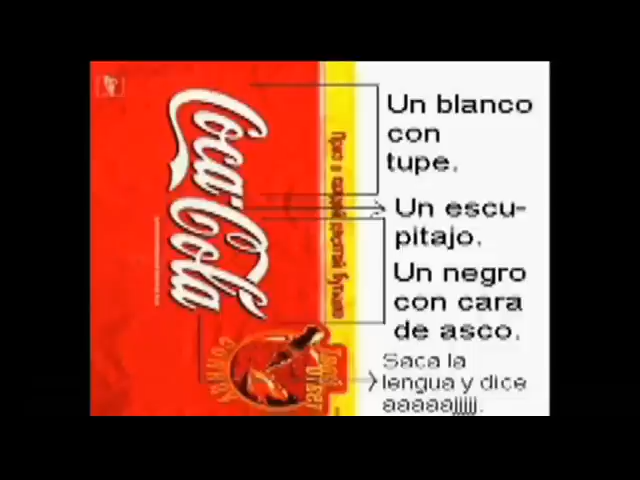 Coca-Cola
Un blanco
con
tupe.
Un escu-
pitajo.
Un negro
con cara
de asco.
Saca la
lengua y dice
aaaaajjjjj.